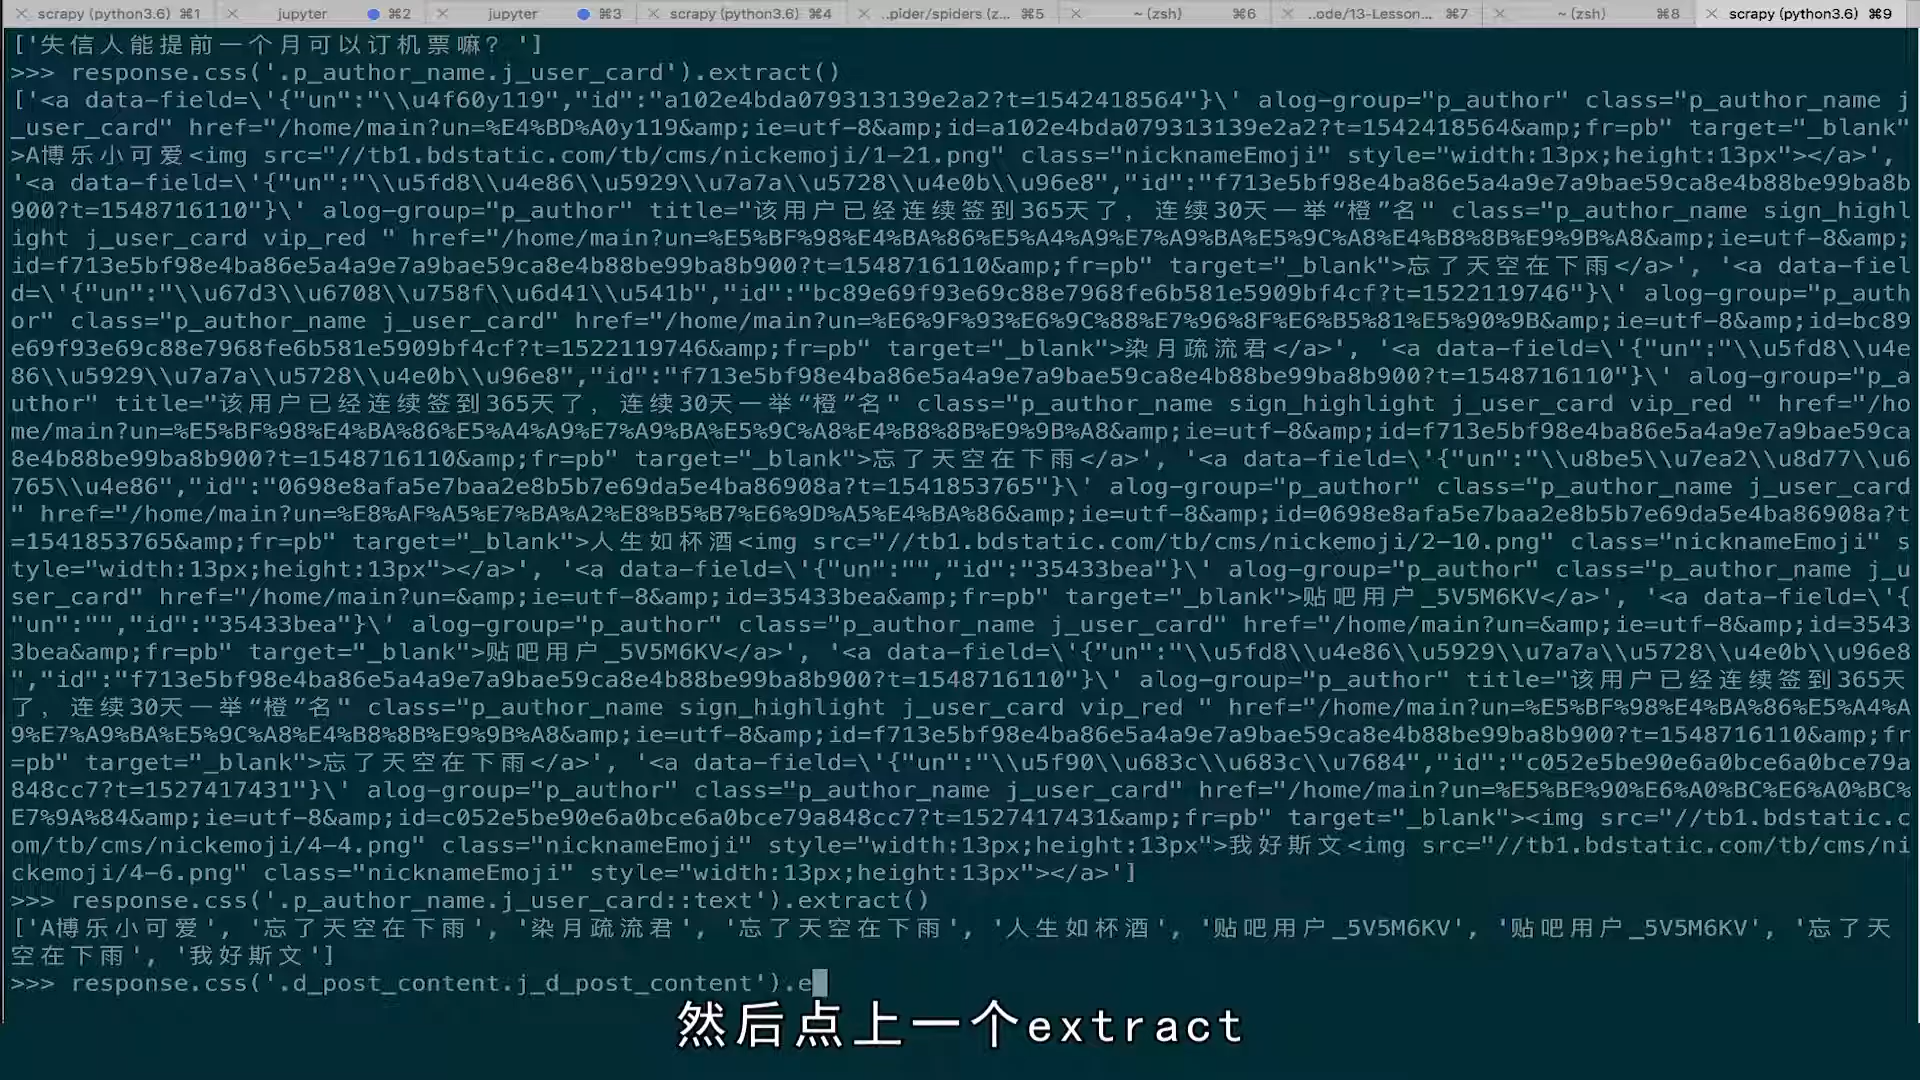 scrapy (python3.6) ⌘1 jupyter ⌘2 jupyter ⌘3 scrapy (python3.6) ⌘4 ..pider/spiders (z... ⌘5 ~ (zsh) ⌘6 ..ode/13-Lesson... ⌘7 ~ (zsh) ⌘8 scrapy (python3.6) ⌘9
['失信人能提前一个月可以订机票嘛? ']
>>> response.css('.p_author_name.j_user_card').extract()
['<a data-field=\'{"un":"\\u4f60y119","id":"a102e4bda079313139e2a2?t=1542418564"}\' alog-group="p_author" class="p_author_name j
_user_card" href="/home/main?un=%E4%BD%A0y119&amp;ie=utf-8&amp;id=a102e4bda079313139e2a2?t=1542418564&amp;fr=pb" target="_blank"
>A博乐小可爱<img src="//tb1.bdstatic.com/tb/cms/nickemoji/1-21.png" class="nicknameEmoji" style="width:13px;height:13px"></a>',
'<a data-field=\'{"un":"\\u5fd8\\u4e86\\u5929\\u7a7a\\u5728\\u4e0b\\u96e8","id":"f713e5bf98e4ba86e5a4a9e7a9bae59ca8e4b88be99ba8b
900?t=1548716110"}\' alog-group="p_author" title="该用户已经连续签到365天了，连续30天一举“橙”名" class="p_author_name sign_highl
ight j_user_card vip_red " href="/home/main?un=%E5%BF%98%E4%BA%86%E5%A4%A9%E7%A9%BA%E5%9C%A8%E4%B8%8B%E9%9B%A8&amp;ie=utf-8&amp;
id=f713e5bf98e4ba86e5a4a9e7a9bae59ca8e4b88be99ba8b900?t=1548716110&amp;fr=pb" target="_blank">忘了天空在下雨</a>', '<a data-fiel
d=\'{"un":"\\u67d3\\u6708\\u758f\\u6d41\\u541b","id":"bc89e69f93e69c88e7968fe6b581e5909bf4cf?t=1522119746"}\' alog-group="p_auth
or" class="p_author_name j_user_card" href="/home/main?un=%E6%9F%93%E6%9C%88%E7%96%8F%E6%B5%81%E5%90%9B&amp;ie=utf-8&amp;id=bc89
e69f93e69c88e7968fe6b581e5909bf4cf?t=1522119746&amp;fr=pb" target="_blank">染月疏流君</a>', '<a data-field=\'{"un":"\\u5fd8\\u4e
86\\u5929\\u7a7a\\u5728\\u4e0b\\u96e8","id":"f713e5bf98e4ba86e5a4a9e7a9bae59ca8e4b88be99ba8b900?t=1548716110"}\' alog-group="p_a
uthor" title="该用户已经连续签到365天了，连续30天一举“橙”名" class="p_author_name sign_highlight j_user_card vip_red " href="/ho
me/main?un=%E5%BF%98%E4%BA%86%E5%A4%A9%E7%A9%BA%E5%9C%A8%E4%B8%8B%E9%9B%A8&amp;ie=utf-8&amp;id=f713e5bf98e4ba86e5a4a9e7a9bae59ca
8e4b88be99ba8b900?t=1548716110&amp;fr=pb" target="_blank">忘了天空在下雨</a>', '<a data-field=\'{"un":"\\u8be5\\u7ea2\\u8d77\\u6
765\\u4e86","id":"0698e8afa5e7baa2e8b5b7e69da5e4ba86908a?t=1541853765"}\' alog-group="p_author" class="p_author_name j_user_card
" href="/home/main?un=%E8%AF%A5%E7%BA%A2%E8%B5%B7%E6%9D%A5%E4%BA%86&amp;ie=utf-8&amp;id=0698e8afa5e7baa2e8b5b7e69da5e4ba86908a?t
=1541853765&amp;fr=pb" target="_blank">人生如杯酒<img src="//tb1.bdstatic.com/tb/cms/nickemoji/2-10.png" class="nicknameEmoji" s
tyle="width:13px;height:13px"></a>', '<a data-field=\'{"un":"","id":"35433bea"}\' alog-group="p_author" class="p_author_name j_u
ser_card" href="/home/main?un=&amp;ie=utf-8&amp;id=35433bea&amp;fr=pb" target="_blank">贴吧用户_5V5M6KV</a>', '<a data-field=\'{
"un":"","id":"35433bea"}\' alog-group="p_author" class="p_author_name j_user_card" href="/home/main?un=&amp;ie=utf-8&amp;id=3543
3bea&amp;fr=pb" target="_blank">贴吧用户_5V5M6KV</a>', '<a data-field=\'{"un":"\\u5fd8\\u4e86\\u5929\\u7a7a\\u5728\\u4e0b\\u96e8
","id":"f713e5bf98e4ba86e5a4a9e7a9bae59ca8e4b88be99ba8b900?t=1548716110"}\' alog-group="p_author" title="该用户已经连续签到365天
了，连续30天一举“橙”名" class="p_author_name sign_highlight j_user_card vip_red " href="/home/main?un=%E5%BF%98%E4%BA%86%E5%A4%A
9%E7%A9%BA%E5%9C%A8%E4%B8%8B%E9%9B%A8&amp;ie=utf-8&amp;id=f713e5bf98e4ba86e5a4a9e7a9bae59ca8e4b88be99ba8b900?t=1548716110&amp;fr
=pb" target="_blank">忘了天空在下雨</a>', '<a data-field=\'{"un":"\\u5f90\\u683c\\u683c\\u7684","id":"c052e5be90e6a0bce6a0bce79a
848cc7?t=1527417431"}\' alog-group="p_author" class="p_author_name j_user_card" href="/home/main?un=%E5%BE%90%E6%A0%BC%E6%A0%BC%
E7%9A%84&amp;ie=utf-8&amp;id=c052e5be90e6a0bce6a0bce79a848cc7?t=1527417431&amp;fr=pb" target="_blank"><img src="//tb1.bdstatic.c
om/tb/cms/nickemoji/4-4.png" class="nicknameEmoji" style="width:13px;height:13px">我好斯文<img src="//tb1.bdstatic.com/tb/cms/ni
ckemoji/4-6.png" class="nicknameEmoji" style="width:13px;height:13px"></a>']
>>> response.css('.p_author_name.j_user_card::text').extract()
['A博乐小可爱', '忘了天空在下雨', '染月疏流君', '忘了天空在下雨', '人生如杯酒', '贴吧用户_5V5M6KV', '贴吧用户_5V5M6KV', '忘了天
空在下雨', '我好斯文']
>>> response.css('.d_post_content.j_d_post_content').e
然后点上一个extract